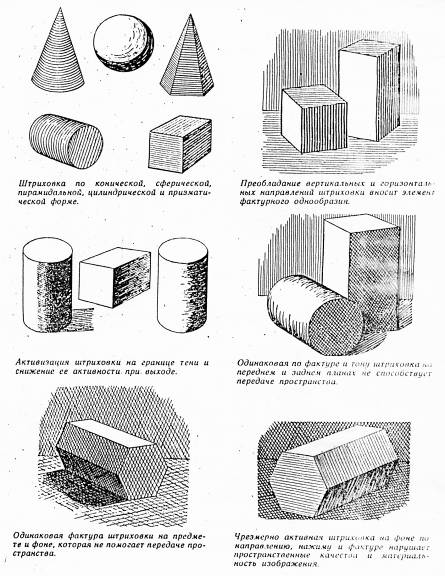 Штриховка по конической, сферической,
пирамидальной, цилиндрической и призмати-
ческой форме.
Преобладание вертикальных и горизонталь-
ных направлений штриховки вносит элемент
фактурного однообразия.
Активизация штриховки на границе тени и
снижение ее активности при выходе.
Одинаковая по фактуре и тону штриховка на
переднем и заднем планах не способствует
передаче пространства.
Одинаковая фактура штриховки на предме-
те и фоне, которая не помогает передаче про-
странства.
Чрезмерно активная штриховка на фоне по
направлению, нажиму и фактуре нарушает
пространственные качества и материаль-
ность изображения.